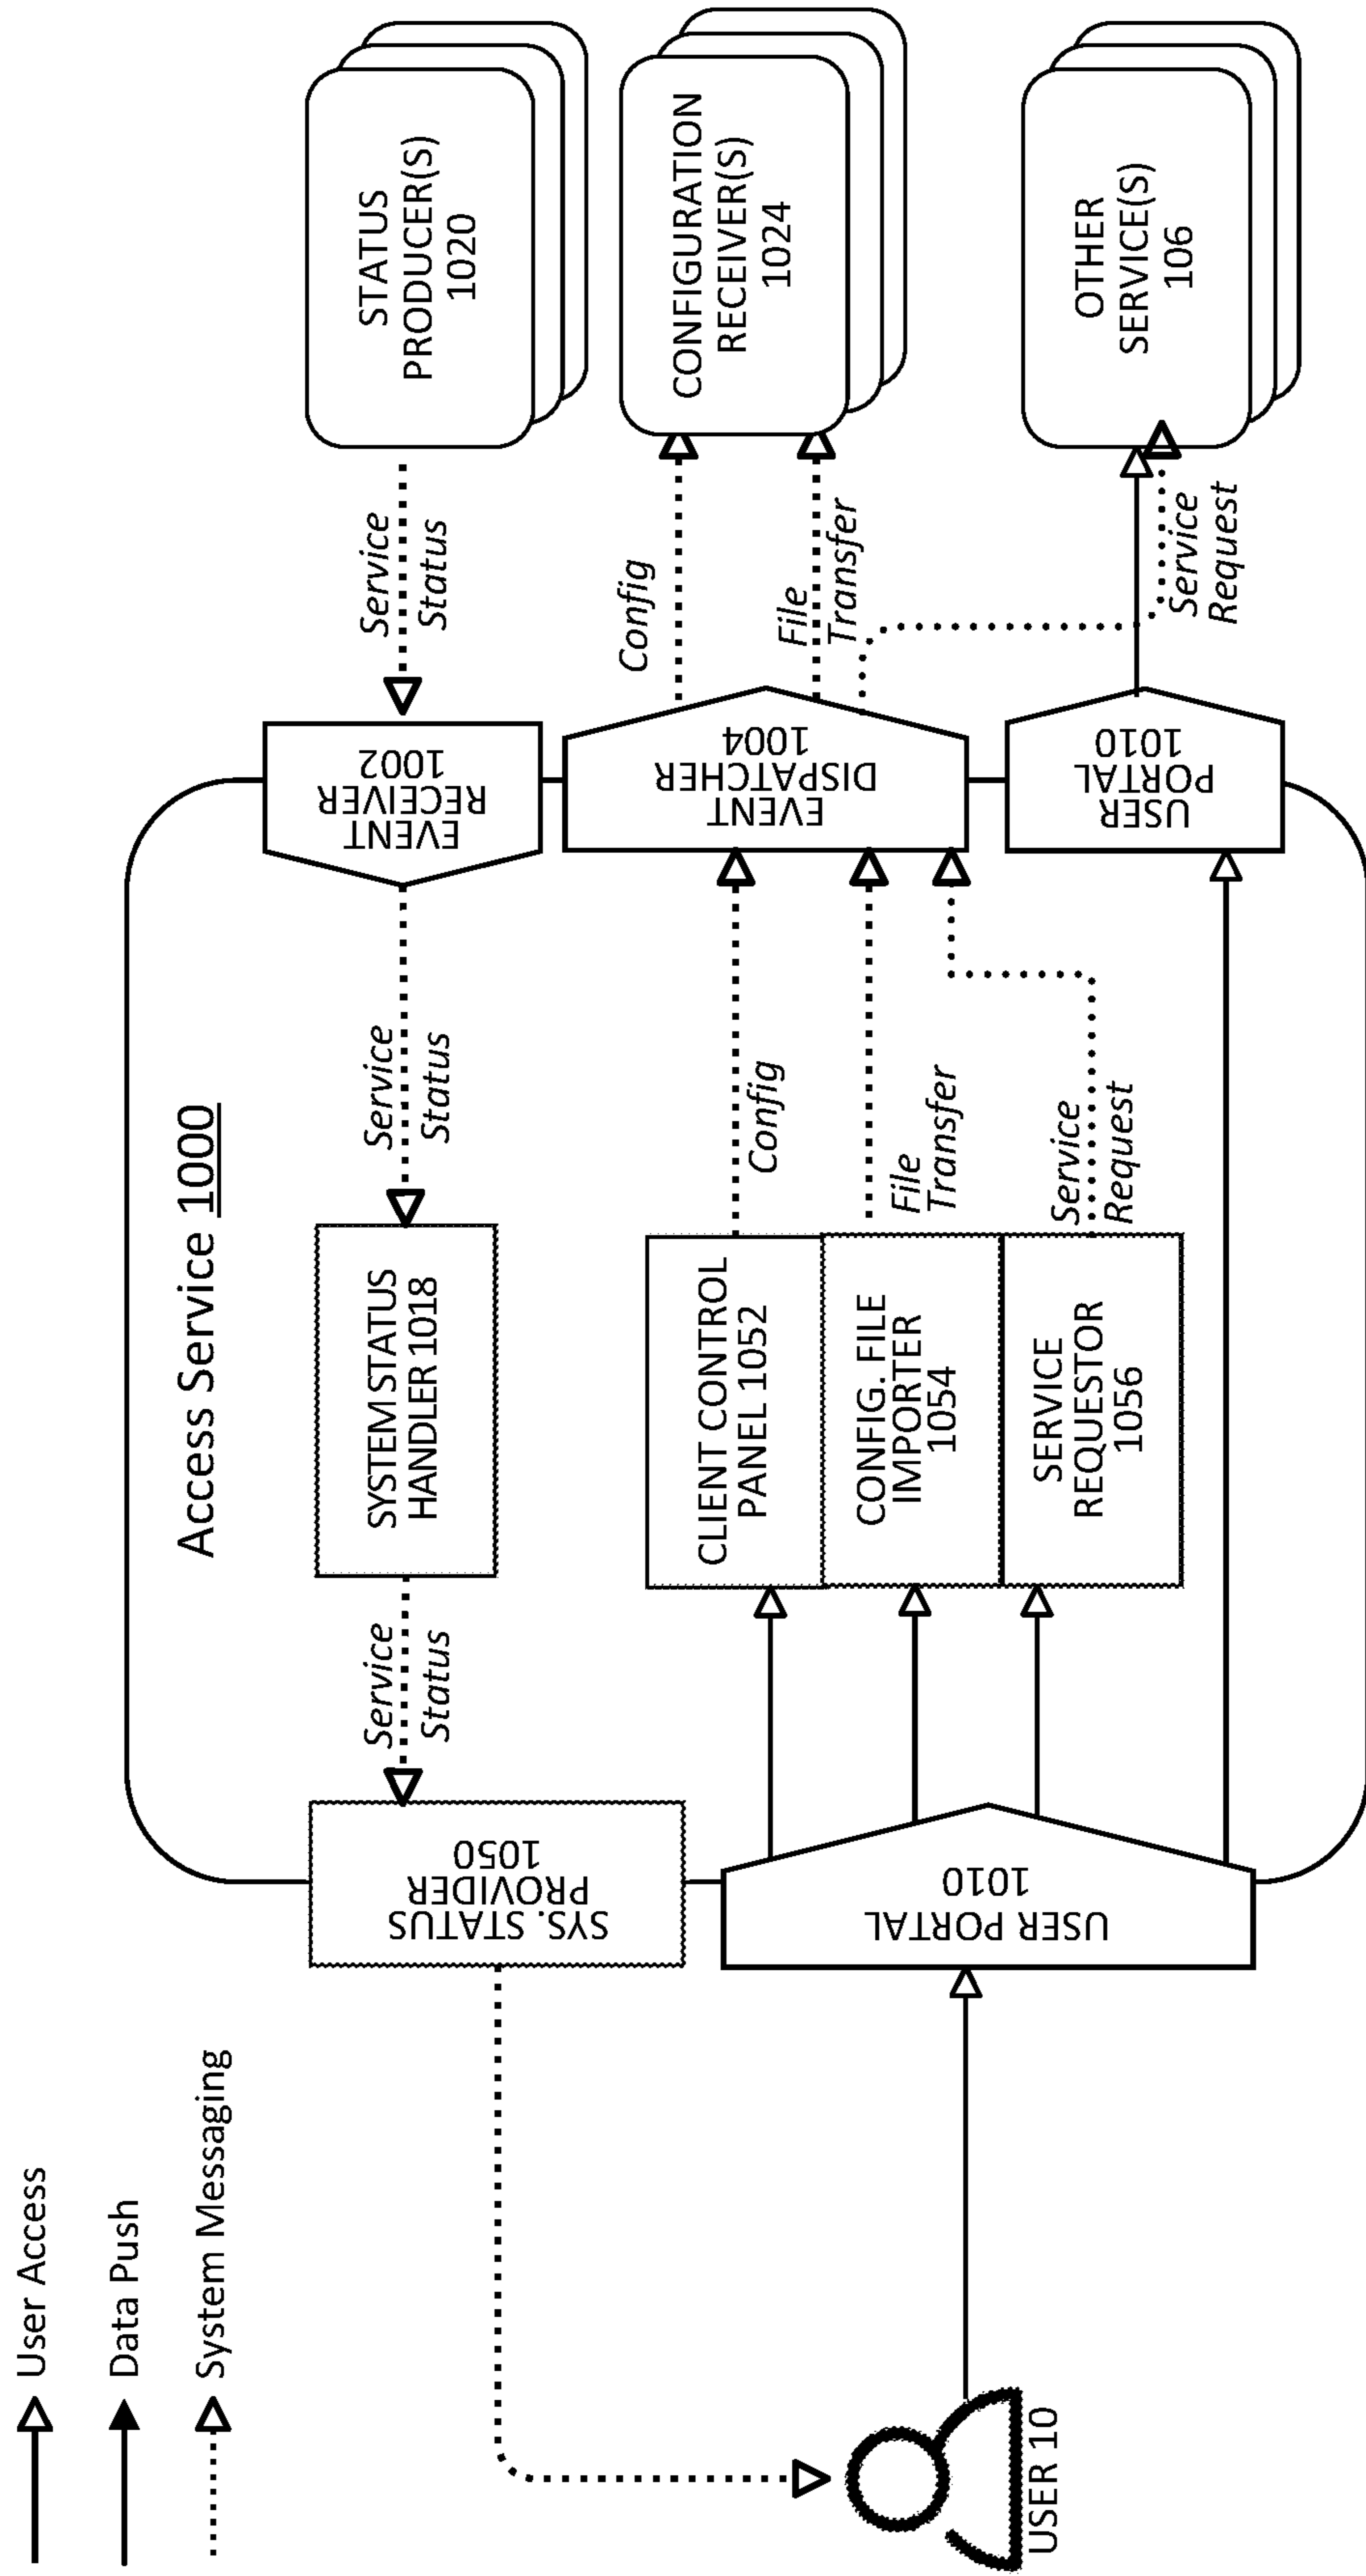 User Access
Data Push
System Messaging
Access Service 1000
USER 10
SYS. STATUS
PROVIDER
1050
Service
Status
SYSTEM STATUS
HANDLER 1018
Service
Status
EVENT
RECEIVER
1002
Service
Status
STATUS
PRODUCER(S)
1020
USER PORTAL
1010
CLIENT CONTROL
PANEL 1052
CONFIG. FILE
IMPORTER
1054
SERVICE
REQUESTOR
1056
Config
File
Transfer
Service
Request
EVENT
DISPATCHER
1004
Config
File
Transfer
CONFIGURATION
RECEIVER(S)
1024
USER
PORTAL
1010
Service
Request
OTHER
SERVICE(S)
106